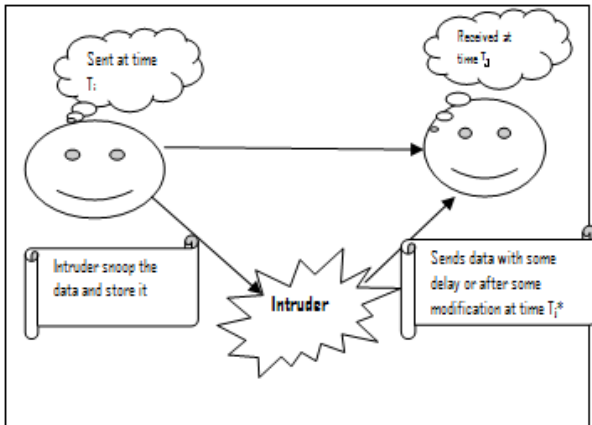 Sent at time
Ti
Received at
time TJ
Intruder snoop the
data and store it
Intruder
Sends data with some
delay or after some
modification at time Ti*